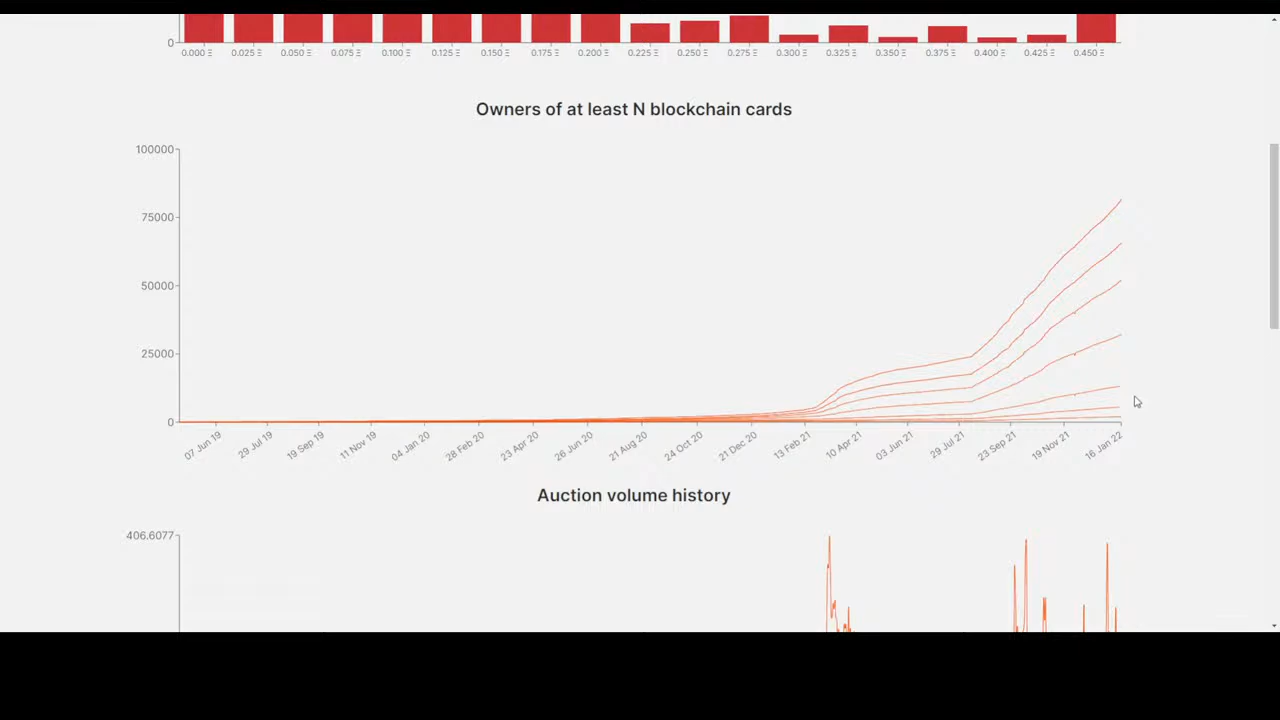 0
0.000 Ξ 0.025 Ξ 0.050 Ξ 0.075 Ξ 0.100 Ξ 0.125 Ξ 0.150 Ξ 0.175 Ξ 0.200 Ξ 0.225 Ξ 0.250 Ξ 0.275 Ξ 0.300 Ξ 0.325 Ξ 0.350 Ξ 0.375 Ξ 0.400 Ξ 0.425 Ξ 0.450 Ξ
Owners of at least N blockchain cards
100000
75000
50000
25000
0
07 Jun 19 29 Jul 19 19 Sep 19 11 Nov 19 04 Jan 20 28 Feb 20 23 Apr 20 26 Jun 20 21 Aug 20 24 Oct 20 21 Dec 20 13 Feb 21 10 Apr 21 03 Jun 21 29 Jul 21 23 Sep 21 19 Nov 21 16 Jan 22
Auction volume history
406.6077